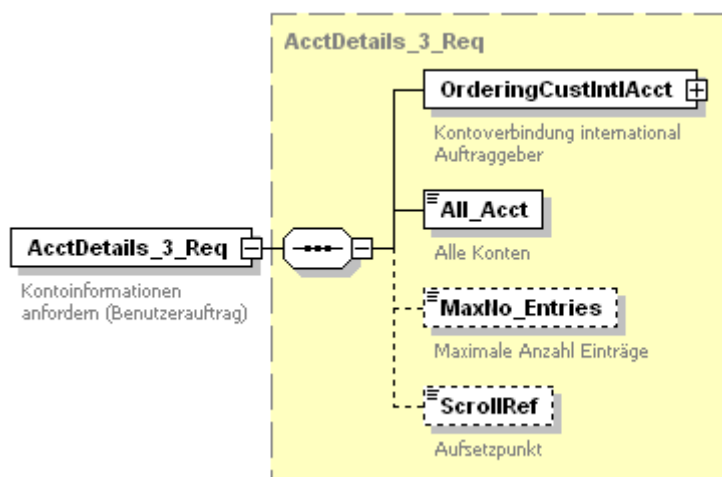 AcctDetails_3_Req
OrderingCustIntlAcct
Kontoverbindung international
Auftraggeber
All_Acct
Alle Konten
AcctDetails_3_Req
Kontoinformationen
anfordern (Benutzerauftrag)
MaxNo_Entries
Maximale Anzahl Einträge
ScrollRef
Aufsetzpunkt